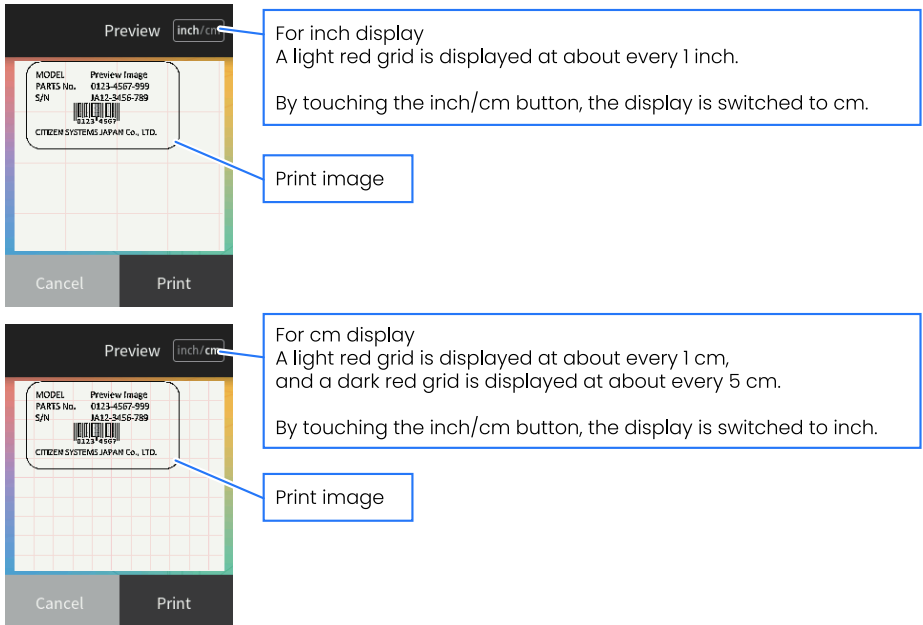 Preview inch/cm
MODEL Preview Image
PARTS No. 0123-4567-999
S/N JA12-3456-789
0123 4567
CITIZEN SYSTEMS JAPAN Co., LTD.
Cancel Print
For inch display
A light red grid is displayed at about every 1 inch.
By touching the inch/cm button, the display is switched to cm.
Print image
Preview inch/cm
MODEL Preview Image
PARTS No. 0123-4567-999
S/N JA12-3456-789
0123 4567
CITIZEN SYSTEMS JAPAN Co., LTD.
Cancel Print
For cm display
A light red grid is displayed at about every 1 cm,
and a dark red grid is displayed at about every 5 cm.
By touching the inch/cm button, the display is switched to inch.
Print image